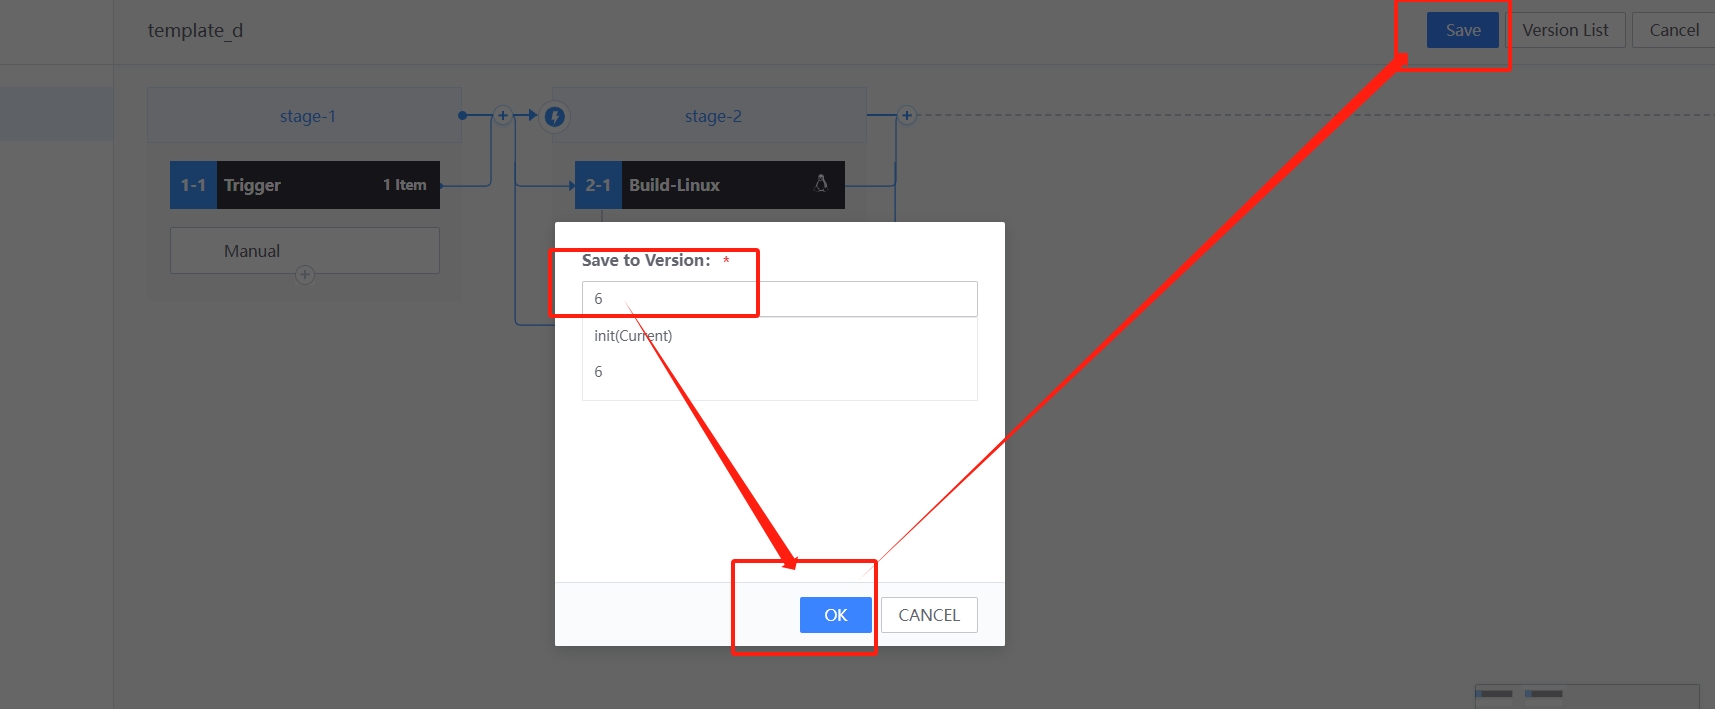 template_d
Save
Version List
Cancel
stage-1
stage-2
1-1 Trigger 1 Item
2-1 Build-Linux
Manual
Save to Version: *
6
init(Current)
6
OK
CANCEL